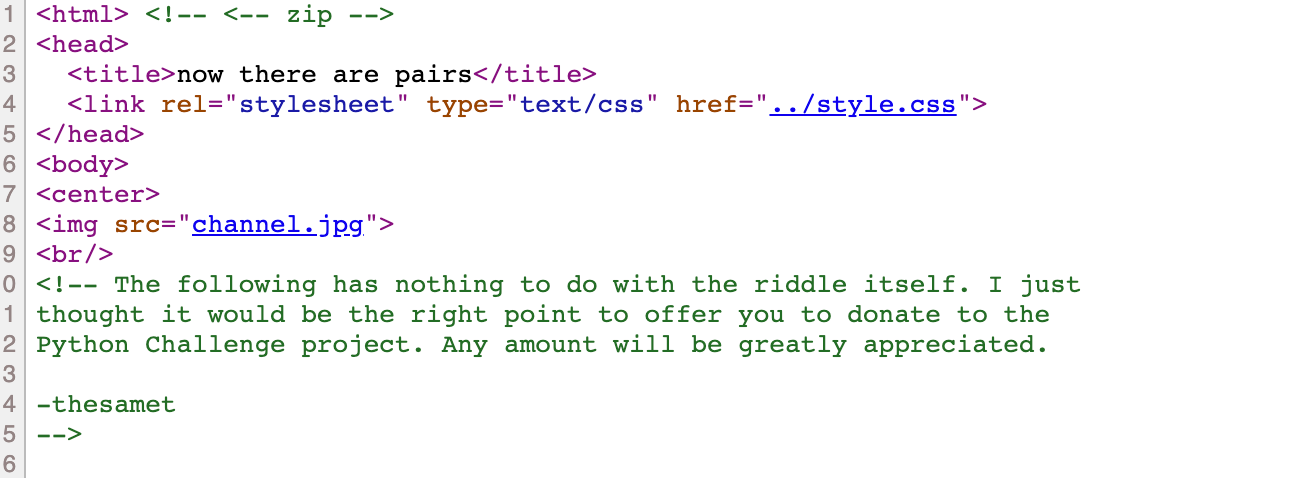 1 <html> <!-- <-- zip -->
2 <head>
3   <title>now there are pairs</title>
4   <link rel="stylesheet" type="text/css" href="../style.css">
5 </head>
6 <body>
7 <center>
8 <img src="channel.jpg">
9 <br/>
0 <!-- The following has nothing to do with the riddle itself. I just
1 thought it would be the right point to offer you to donate to the
2 Python Challenge project. Any amount will be greatly appreciated.
3
4 -thesamet
5 -->
6